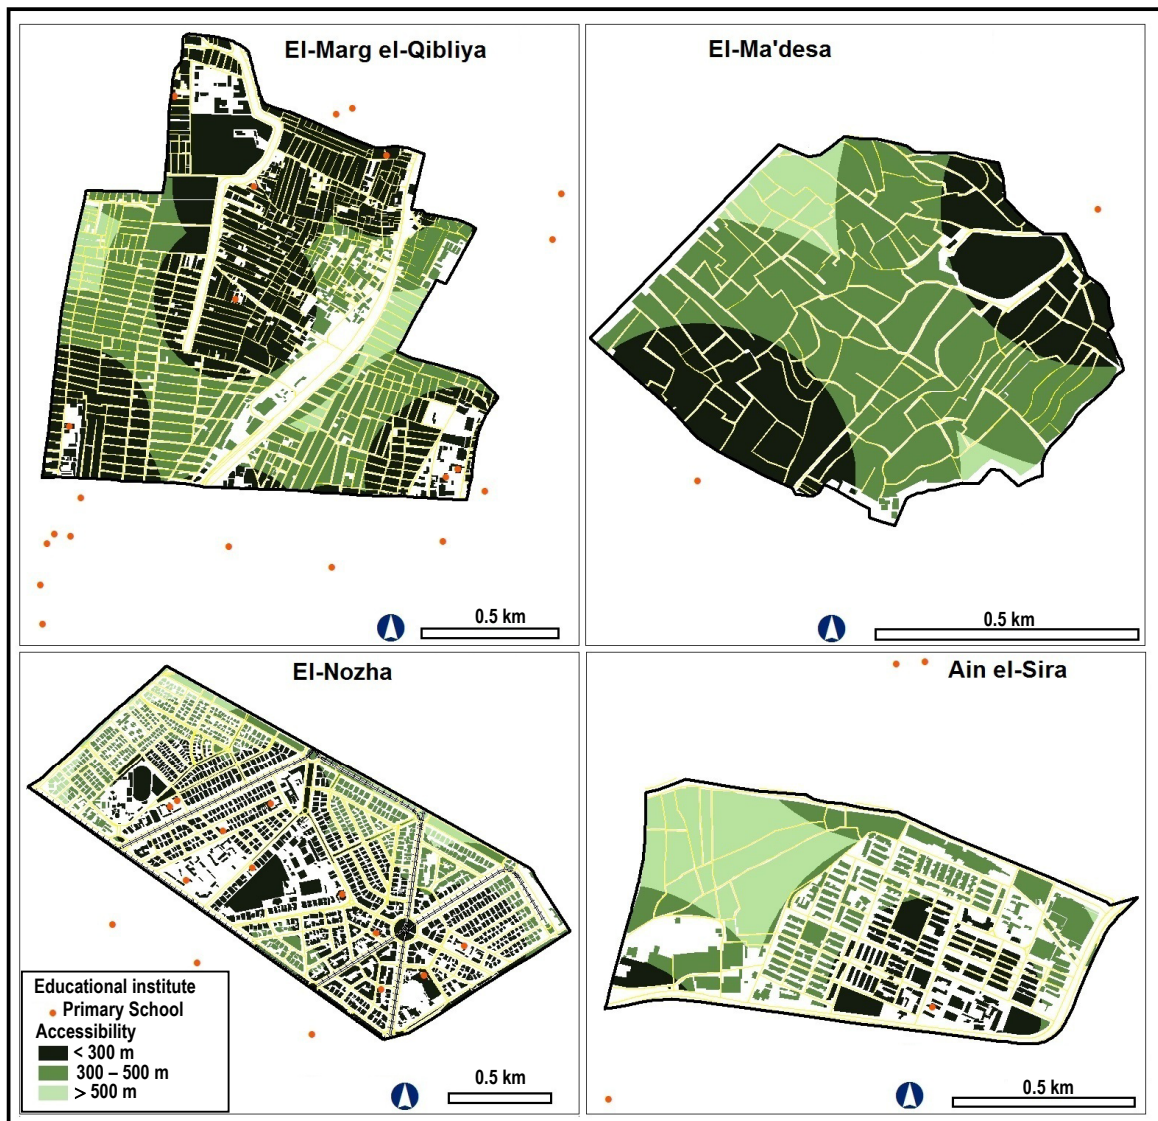 El-Marg el-Qibliya
0.5 km
El-Ma'desa
0.5 km
El-Nozha
Educational institute
Primary School
Accessibility
< 300 m
300 – 500 m
> 500 m
0.5 km
Ain el-Sira
0.5 km